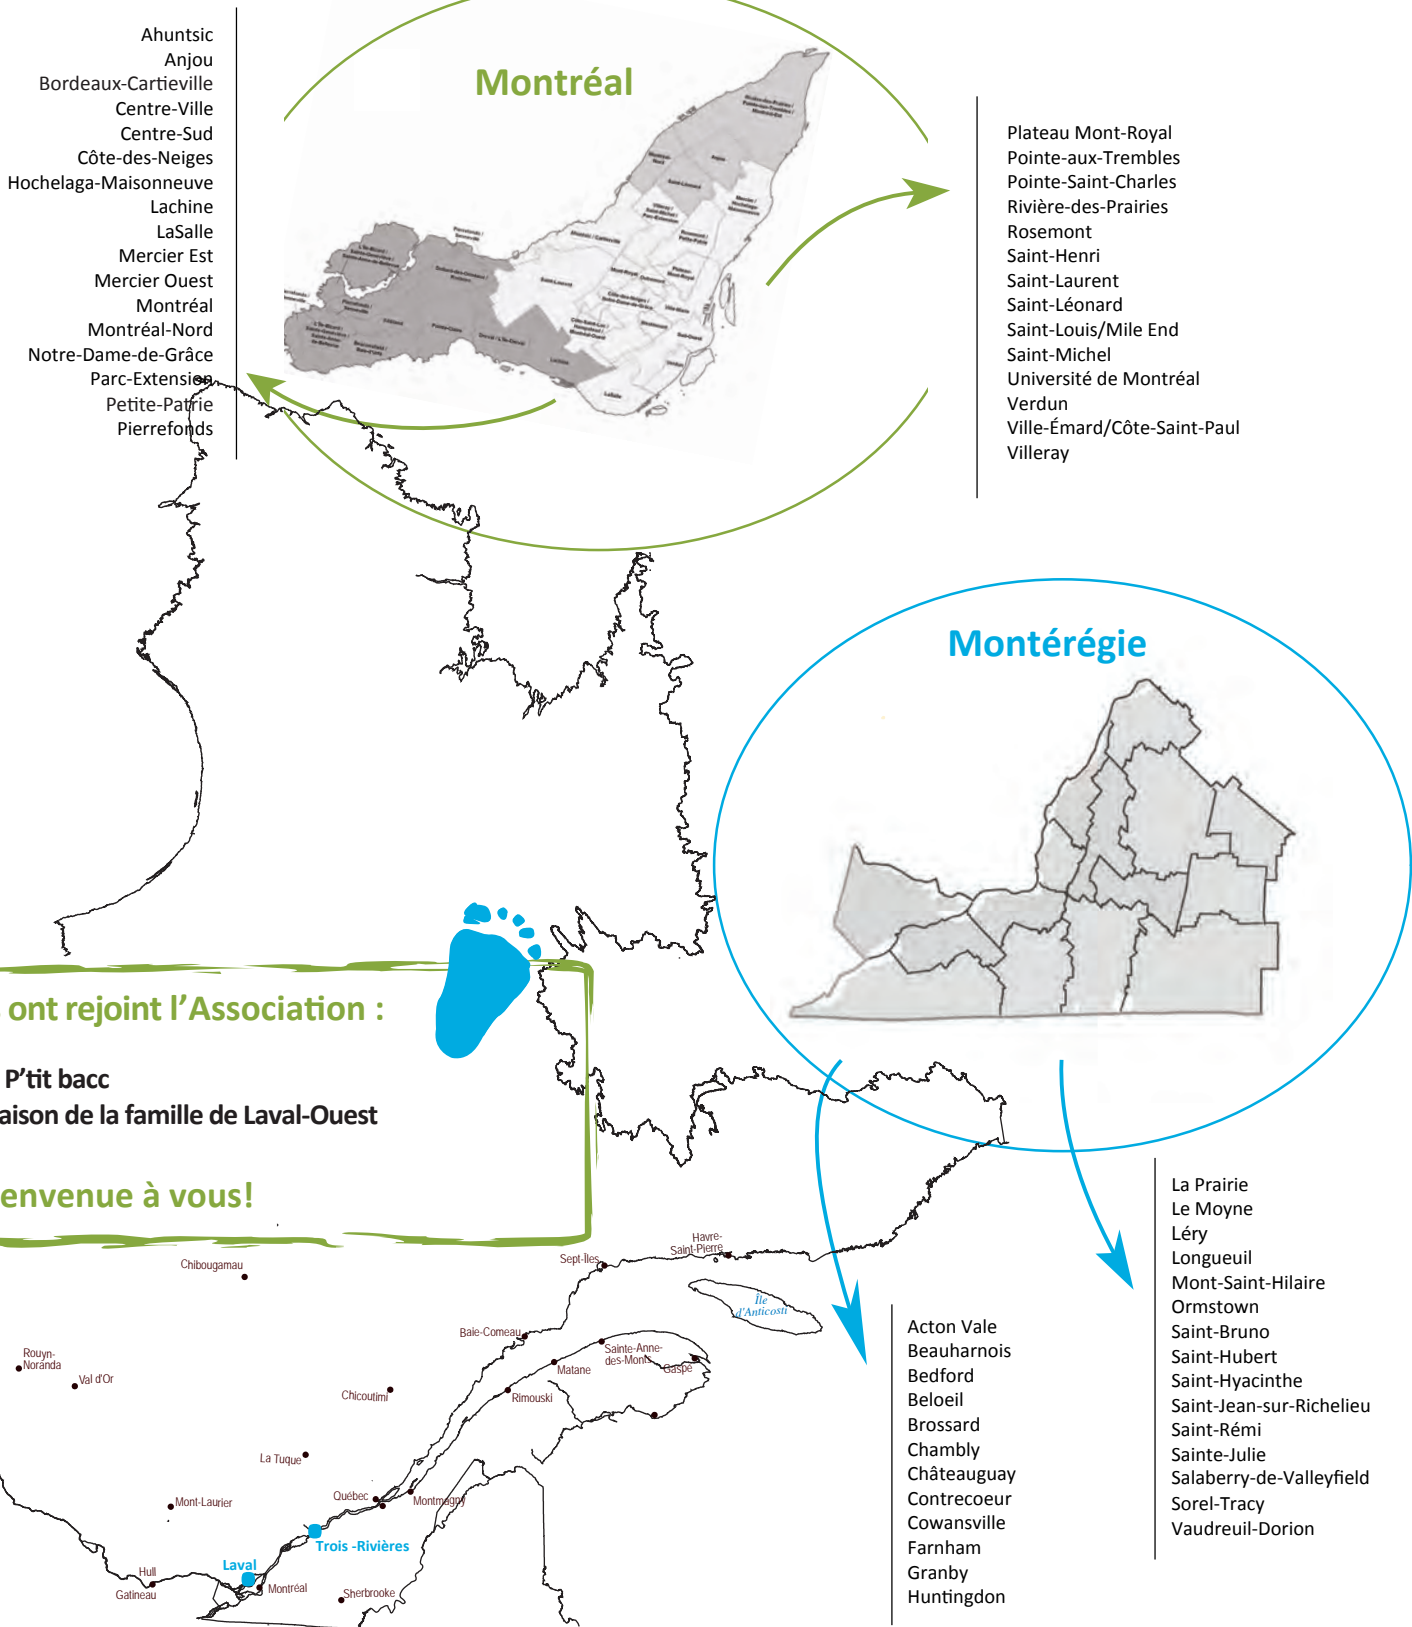 Ahuntsic
Anjou
Bordeaux-Cartieville
Centre-Ville
Centre-Sud
Côte-des-Neiges
Hochelaga-Maisonneuve
Lachine
LaSalle
Mercier Est
Mercier Ouest
Montréal
Montréal-Nord
Notre-Dame-de-Grâce
Parc-Extension
Petite-Patrie
Pierrefonds
Montréal
Plateau Mont-Royal
Pointe-aux-Trembles
Pointe-Saint-Charles
Rivière-des-Prairies
Rosemont
Saint-Henri
Saint-Laurent
Saint-Léonard
Saint-Louis/Mile End
Saint-Michel
Université de Montréal
Verdun
Ville-Émard/Côte-Saint-Paul
Villeray
Montérégie
ont rejoint l'Association :
P'tit bacc
aison de la famille de Laval-Ouest
envenue à vous!
Acton Vale
Beauharnois
Bedford
Beloeil
Brossard
Chambly
Châteauguay
Contrecoeur
Cowansville
Farnham
Granby
Huntingdon
La Prairie
Le Moyne
Léry
Longueuil
Mont-Saint-Hilaire
Ormstown
Saint-Bruno
Saint-Hubert
Saint-Hyacinthe
Saint-Jean-sur-Richelieu
Saint-Rémi
Sainte-Julie
Salaberry-de-Valleyfield
Sorel-Tracy
Vaudreuil-Dorion
Chibougamau
Sept-Îles
Havre-
Saint-Pierre
Île
d'Anticosti
Baie-Comeau
Sainte-Anne-
des-Monts
Gaspé
Matane
Rimouski
Rouyn-
Noranda
Val d'Or
Chicoutimi
La Tuque
Mont-Laurier
Québec
Montmagny
Trois -Rivières
Laval
Hull
Gatineau
Montréal
Sherbrooke